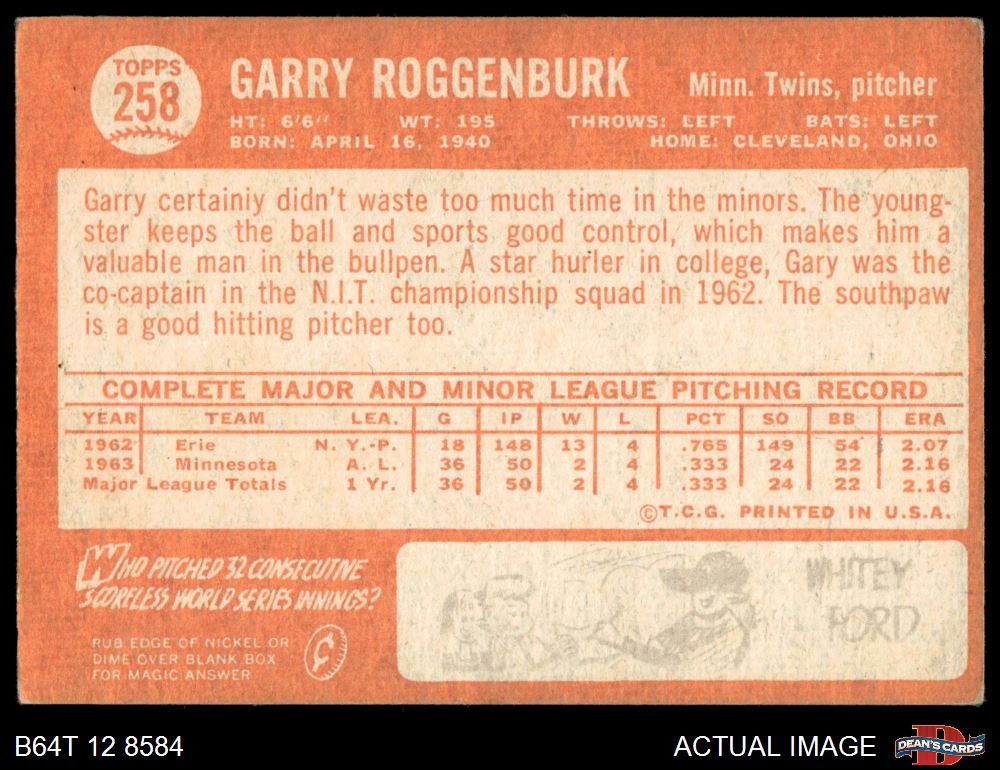 TOPPS
258
GARRY ROGGENBURK
Minn. Twins, pitcher
HT: 6'6" WT: 195 THROWS: LEFT BATS: LEFT
BORN: APRIL 16, 1940 HOME: CLEVELAND, OHIO
Garry certainiy didn't waste too much time in the minors. The young-
ster keeps the ball and sports good control, which makes him a
valuable man in the bullpen. A star hurler in college, Gary was the
co-captain in the N.I.T. championship squad in 1962. The southpaw
is a good hitting pitcher too.
COMPLETE MAJOR AND MINOR LEAGUE PITCHING RECORD
YEAR TEAM LEA. G IP W L PCT SO BB ERA
1962 Erie N. Y.-P. 18 148 13 4 .765 149 54 2.07
1963 Minnesota A. L. 36 50 2 4 .333 24 22 2.16
Major League Totals 1 Yr. 36 50 2 4 .333 24 22 2.16
©T.C.G. PRINTED IN U.S.A.
WHO PITCHED 32 CONSECUTIVE
SCORELESS WORLD SERIES INNINGS?
RUB EDGE OF NICKEL OR
DIME OVER BLANK BOX
FOR MAGIC ANSWER
¢
WHITEY
FORD
B64T 12 8584
ACTUAL IMAGE
DEAN'S CARDS